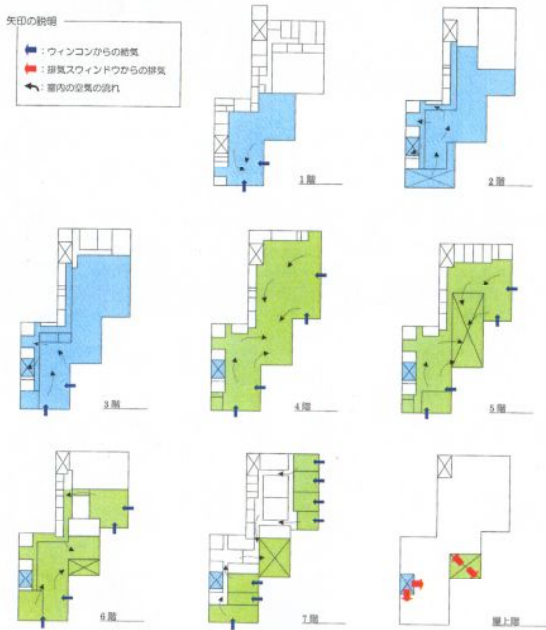 矢印の説明
：ウィンコンからの給気
：排気スウィンドウからの排気
：室内の空気の流れ
1階
2階
3階
4階
5階
6階
7階
屋上階